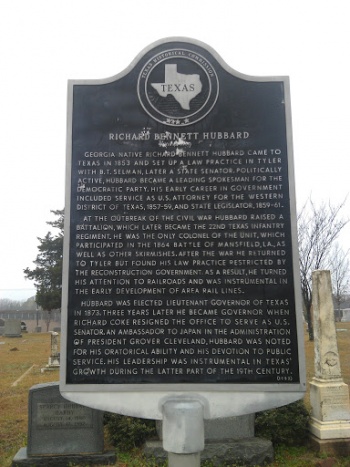 TEXAS HISTORICAL COMMISSION
TEXAS
RICHARD BENNETT HUBBARD
GEORGIA NATIVE RICHARD BENNETT HUBBARD CAME TO
TEXAS IN 1853 AND SET UP A LAW PRACTICE IN TYLER
WITH B.T. SELMAN, LATER A STATE SENATOR. POLITICALLY
ACTIVE, HUBBARD BECAME A LEADING SPOKESMAN FOR THE
DEMOCRATIC PARTY. HIS EARLY CAREER IN GOVERNMENT
INCLUDED SERVICE AS U.S. ATTORNEY FOR THE WESTERN
DISTRICT OF TEXAS, 1857-59, AND STATE LEGISLATOR, 1859-61.
AT THE OUTBREAK OF THE CIVIL WAR HUBBARD RAISED A
BATTALION, WHICH LATER BECAME THE 22ND TEXAS INFANTRY
REGIMENT. HE WAS THE ONLY COLONEL OF THE UNIT, WHICH
PARTICIPATED IN THE 1864 BATTLE OF MANSFIELD, LA., AS
WELL AS OTHER SKIRMISHES. AFTER THE WAR HE RETURNED
TO TYLER BUT FOUND HIS LAW PRACTICE RESTRICTED BY
THE RECONSTRUCTION GOVERNMENT. AS A RESULT, HE TURNED
HIS ATTENTION TO RAILROADS AND WAS INSTRUMENTAL IN
THE EARLY DEVELOPMENT OF AREA RAIL LINES.
HUBBARD WAS ELECTED LIEUTENANT GOVERNOR OF TEXAS
IN 1873. THREE YEARS LATER HE BECAME GOVERNOR WHEN
RICHARD COKE RESIGNED THE OFFICE TO SERVE AS U.S.
SENATOR. AN AMBASSADOR TO JAPAN IN THE ADMINISTRATION
OF PRESIDENT GROVER CLEVELAND, HUBBARD WAS NOTED
FOR HIS ORATORICAL ABILITY AND HIS DEVOTION TO PUBLIC
SERVICE. HIS LEADERSHIP WAS INSTRUMENTAL IN TEXAS'
GROWTH DURING THE LATTER PART OF THE 19TH CENTURY.